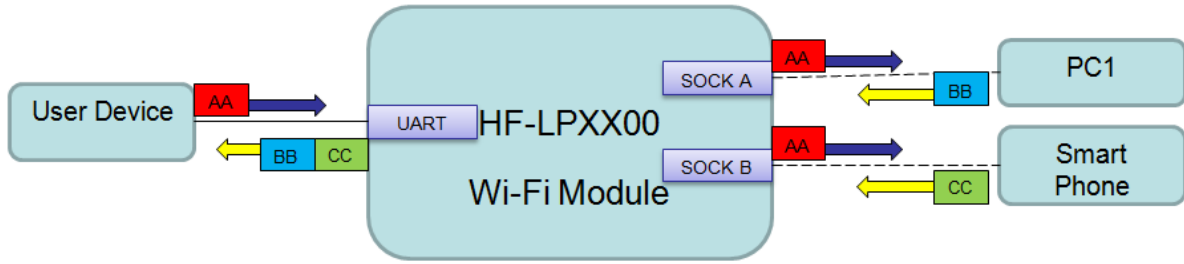 User Device
AA
BB CC
UART
HF-LPXX00
Wi-Fi Module
SOCK A
AA
BB
PC1
SOCK B
AA
CC
Smart
Phone